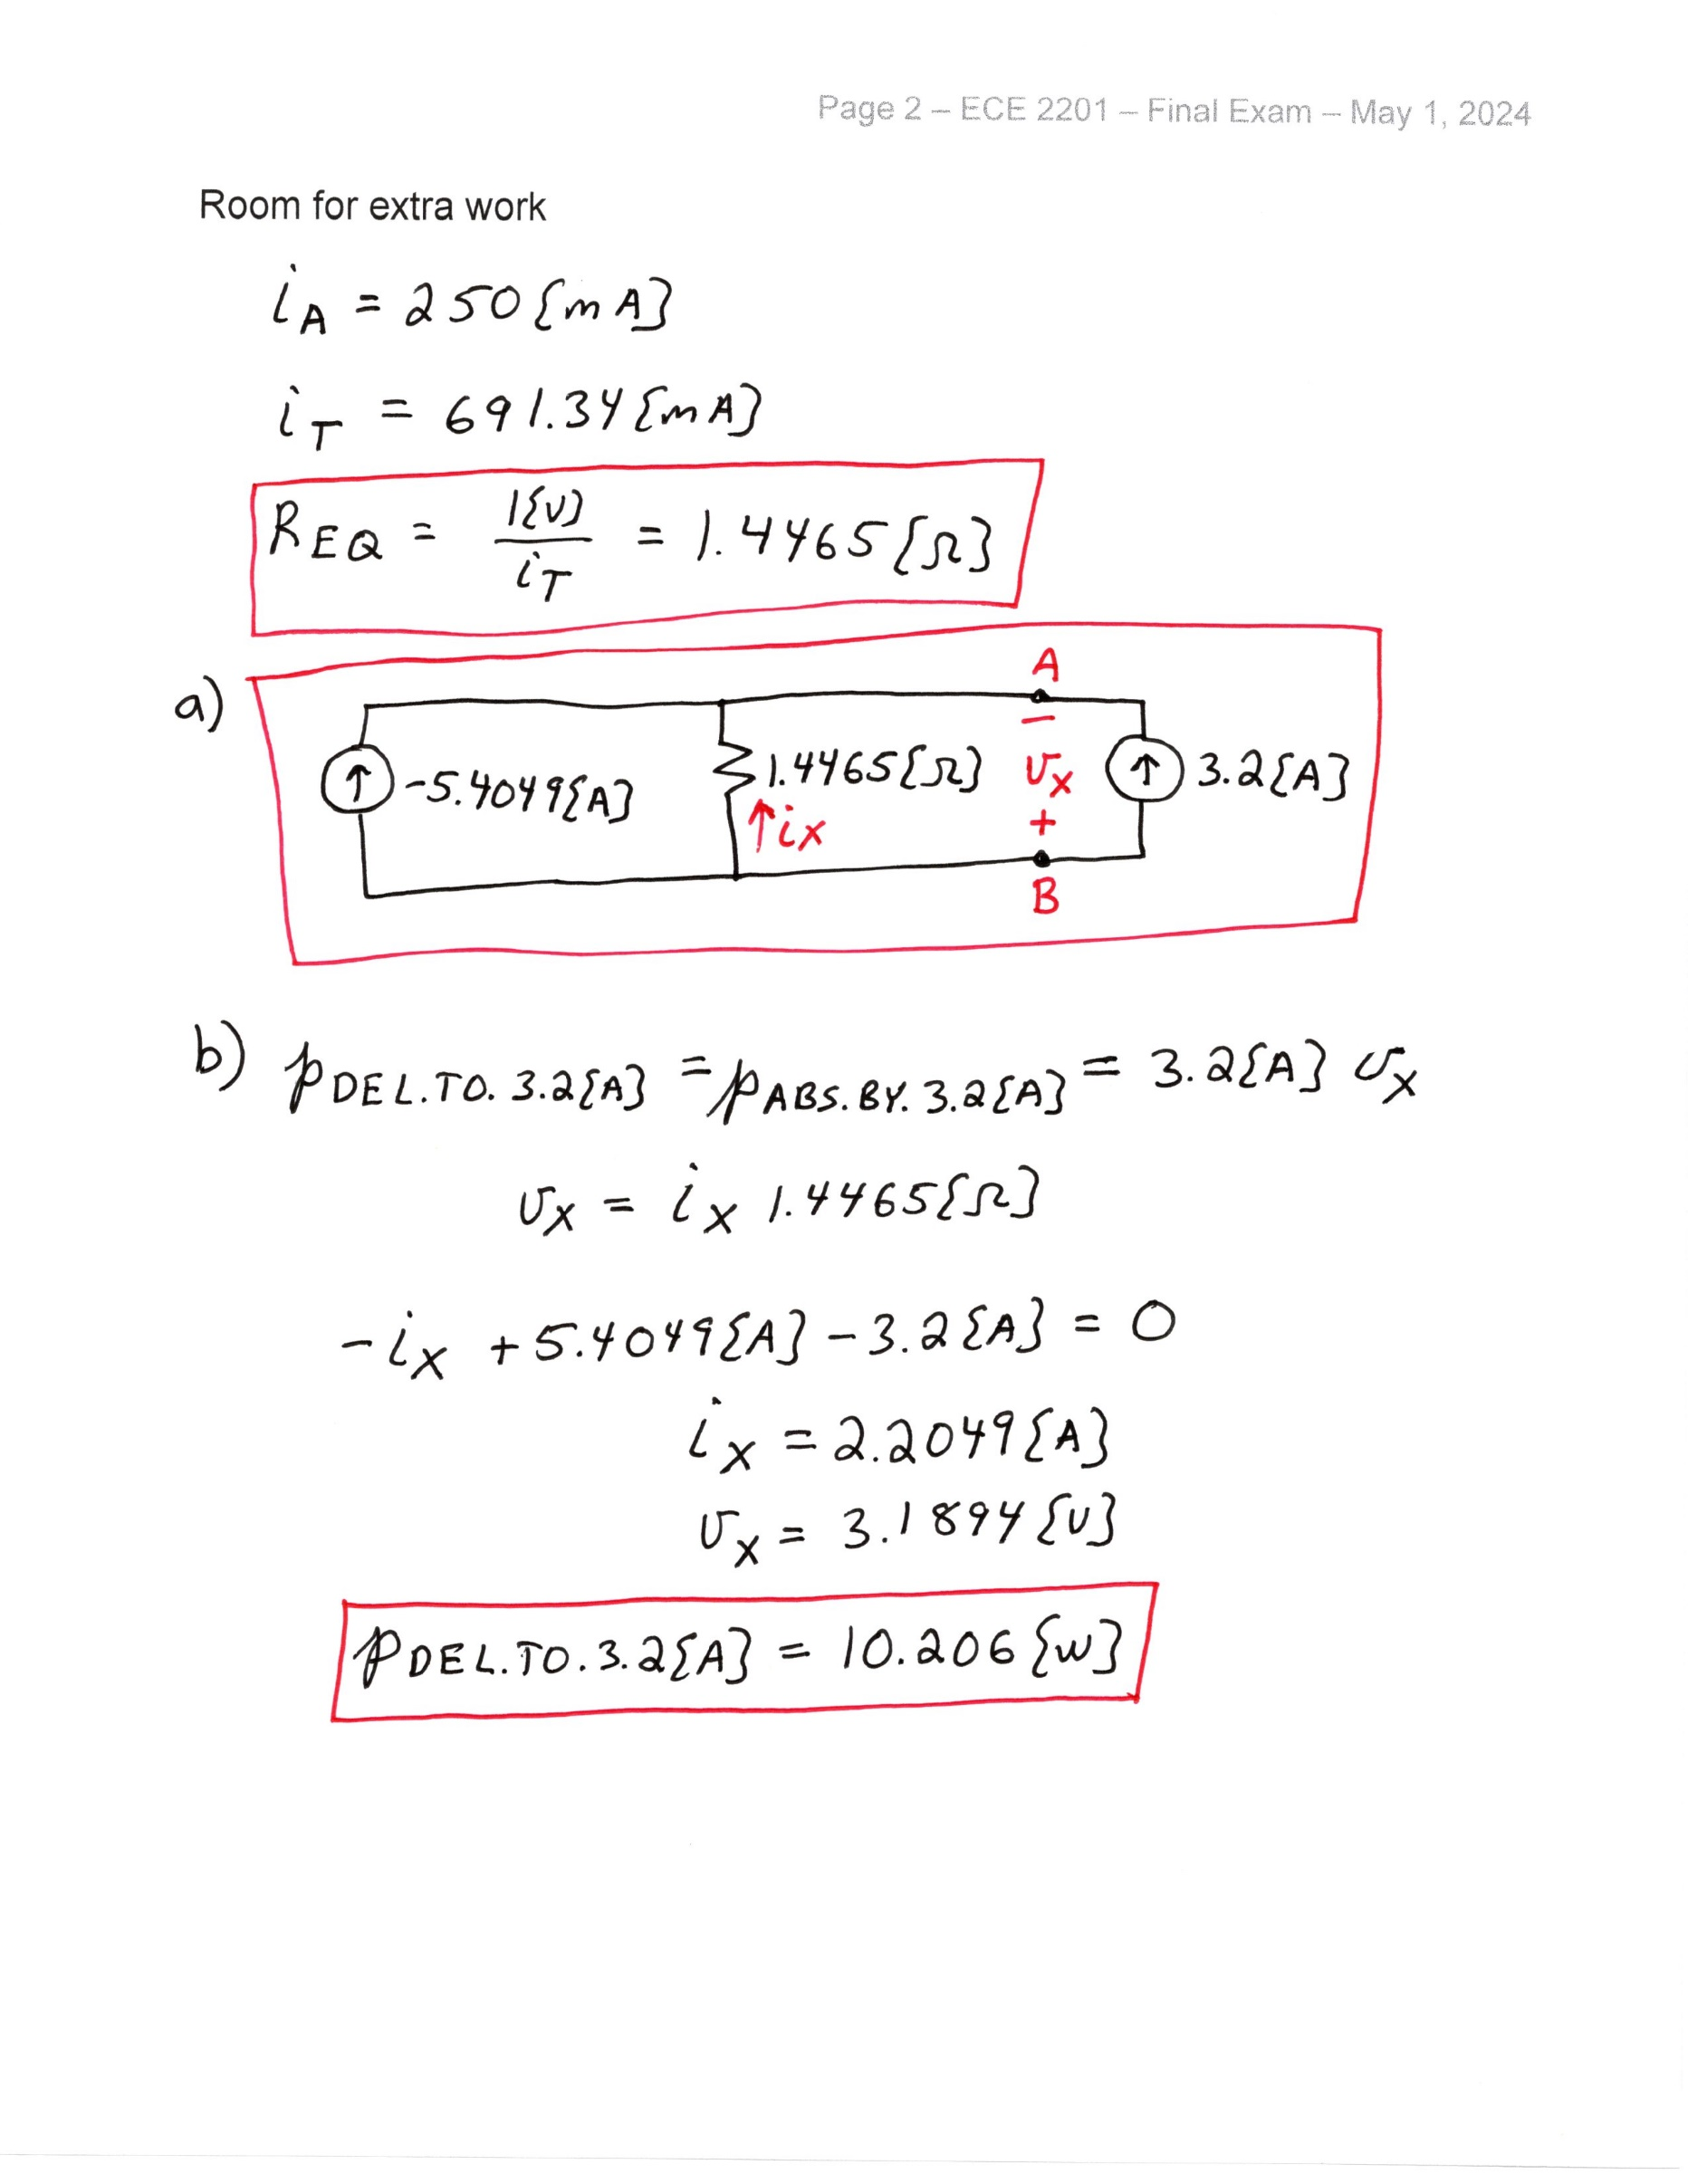 Page 2 – ECE 2201 – Final Exam – May 1, 2024
Room for extra work
i_A = 250 {mA}
i_T = 691.34 {mA}
R_EQ = 1{V} / i_T = 1.4465 {Ω}
a)
A
-5.4049{A}
1.4465{Ω}
i_X
−
v_X
+
3.2{A}
B
b) p_DEL.TO.3.2{A} = p_ABS.BY.3.2{A} = 3.2{A} v_X
v_X = i_X 1.4465{Ω}
-i_X + 5.4049{A} - 3.2{A} = 0
i_X = 2.2049{A}
v_X = 3.1894{V}
p_DEL.TO.3.2{A} = 10.206 {W}